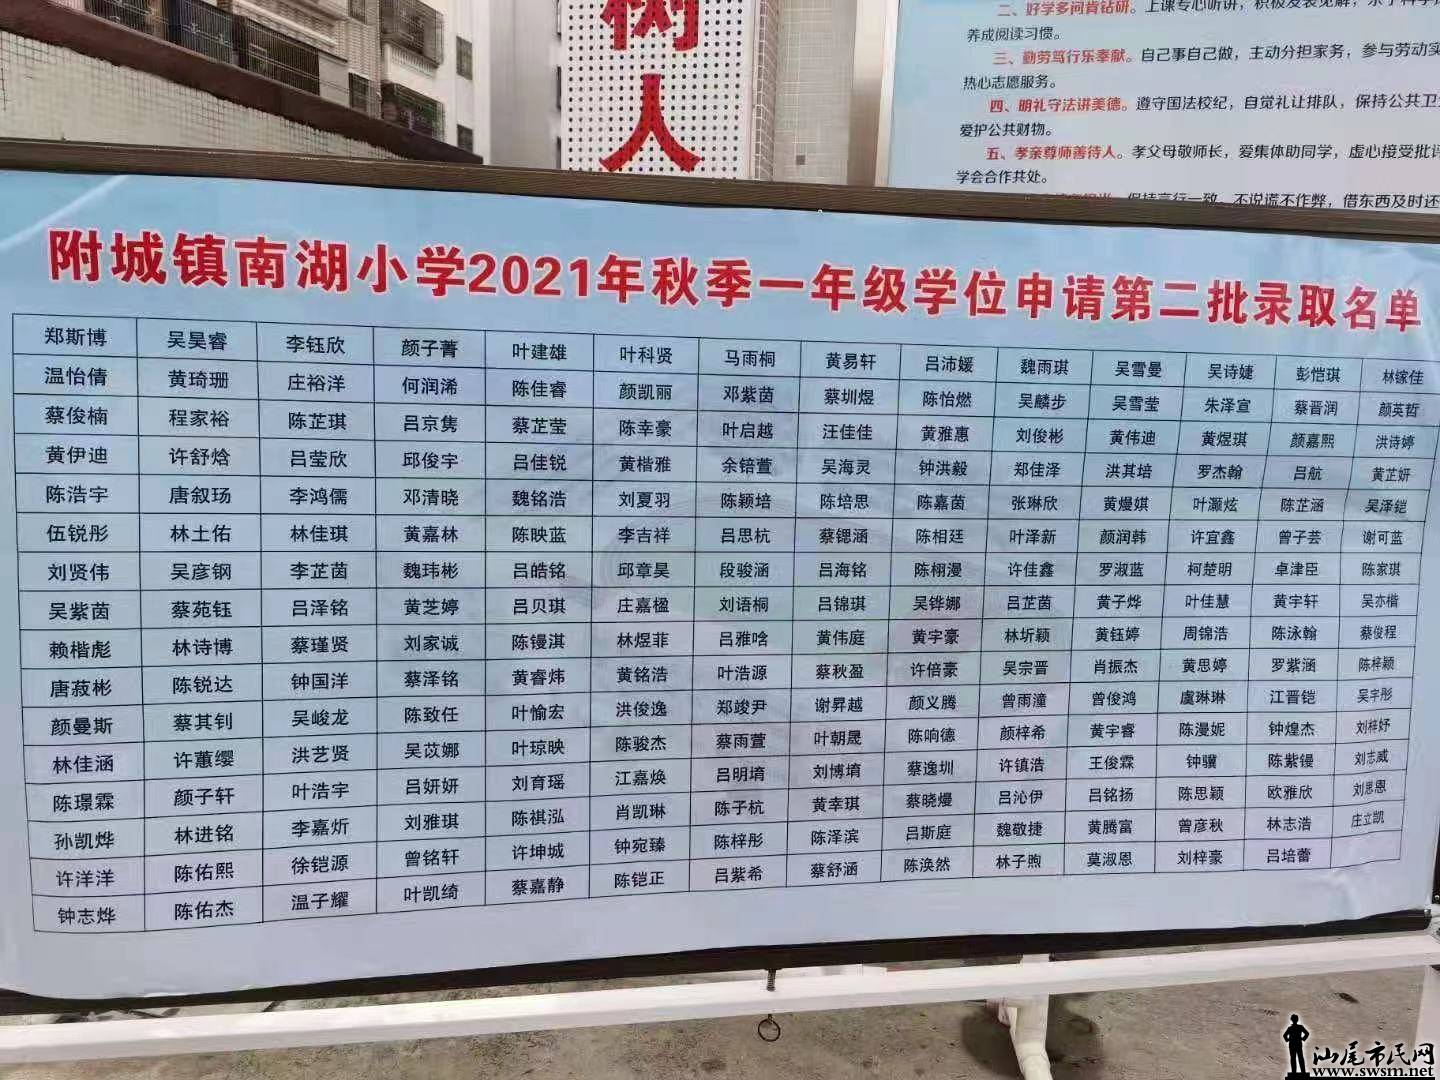 树
人
二、好学多问肯钻研。上课专心听讲，积极发表见解，乐于科学
养成阅读习惯。
三、勤劳笃行乐奉献。自己事自己做，主动分担家务，参与劳动实
热心志愿服务。
四、明礼守法讲美德。遵守国法校纪，自觉礼让排队，保持公共卫生
爱护公共财物。
五、孝亲尊师善待人。孝父母敬师长，爱集体助同学，虚心接受批评
学会合作共处。
保持言行一致，不说谎不作弊，借东西及时还
附城镇南湖小学2021年秋季一年级学位申请第二批录取名单
郑斯博 吴昊睿 李钰欣 颜子菁 叶建雄 叶科贤 马雨桐 黄易轩 吕沛媛 魏雨琪 吴雪曼 吴诗婕 彭恺琪 林镓佳
温怡倩 黄琦珊 庄裕洋 何润浠 陈佳睿 颜凯丽 邓紫茵 蔡圳煜 陈怡燃 吴麟步 吴雪莹 朱泽宣 蔡晋润 颜英哲
蔡俊楠 程家裕 陈芷琪 吕京隽 蔡芷莹 陈幸豪 叶启越 汪佳佳 黄雅惠 刘俊彬 黄伟迪 黄煜琪 颜嘉熙 洪诗婷
黄伊迪 许舒焓 吕莹欣 邱俊宇 吕佳锐 黄楷雅 余锫萱 吴海灵 钟洪毅 郑佳泽 洪其培 罗杰翰 吕航 黄芷妍
陈浩宇 唐叙玚 李鸿儒 邓清晓 魏铭浩 刘夏羽 陈颖培 陈培思 陈嘉茵 张琳欣 黄熳娸 叶灏炫 陈芷涵 吴泽铠
伍锐彤 林土佑 林佳琪 黄嘉林 陈映蓝 李吉祥 吕思杭 蔡锶涵 陈相廷 叶泽新 颜润韩 许宜鑫 曾子芸 谢可蓝
刘贤伟 吴彦钢 李芷茵 魏玮彬 吕皓铭 邱章昊 段骏涵 吕海铭 陈栩漫 许佳鑫 罗淑蓝 柯楚明 卓津臣 陈家琪
吴紫茵 蔡苑钰 吕泽铭 黄芝婷 吕贝琪 庄嘉楹 刘语桐 吕锦琪 吴铧娜 吕芷茵 黄子烨 叶佳慧 黄宇轩 吴亦楷
赖楷彪 林诗博 蔡瑾贤 刘家诚 陈镘淇 林煜菲 吕雅晗 黄伟庭 黄宇豪 林圻颖 黄钰婷 周锦浩 陈泳翰 蔡俊程
唐菽彬 陈锐达 钟国洋 蔡泽铭 黄睿炜 黄铭浩 叶浩源 蔡秋盈 许倍豪 吴宗晋 肖振杰 黄思婷 罗紫涵 陈梓颖
颜曼斯 蔡其钊 吴峻龙 陈致任 叶愉宏 洪俊逸 郑竣尹 谢昇越 颜义腾 曾雨潼 曾俊鸿 虞琳琳 江晋铠 吴宇彤
林佳涵 许蕙缨 洪艺贤 吴苡娜 叶琼映 陈骏杰 蔡雨萱 叶朝晟 陈响德 颜梓希 黄宇睿 陈漫妮 钟煌杰 刘梓妤
陈璟霖 颜子轩 叶浩宇 吕妍妍 刘育瑶 江嘉焕 吕明堉 刘博堉 蔡逸圳 许镇浩 王俊霖 钟骥 陈紫镘 刘志威
孙凯烨 林进铭 李嘉炘 刘雅琪 陈祺泓 肖凯琳 陈子杭 黄幸琪 蔡晓熳 吕沁伊 吕铭扬 陈思颖 欧雅欣 刘思恩
许洋洋 陈佑熙 徐铠源 曾铭轩 许坤城 钟宛臻 陈梓彤 陈泽滨 吕斯庭 魏敬捷 黄腾富 曾彦秋 林志浩 庄立凯
钟志烨 陈佑杰 温子耀 叶凯绮 蔡嘉静 陈铠正 吕紫希 蔡舒涵 陈涣然 林子煦 莫淑恩 刘梓豪 吕培蕾
汕尾市民网
www.swsm.net